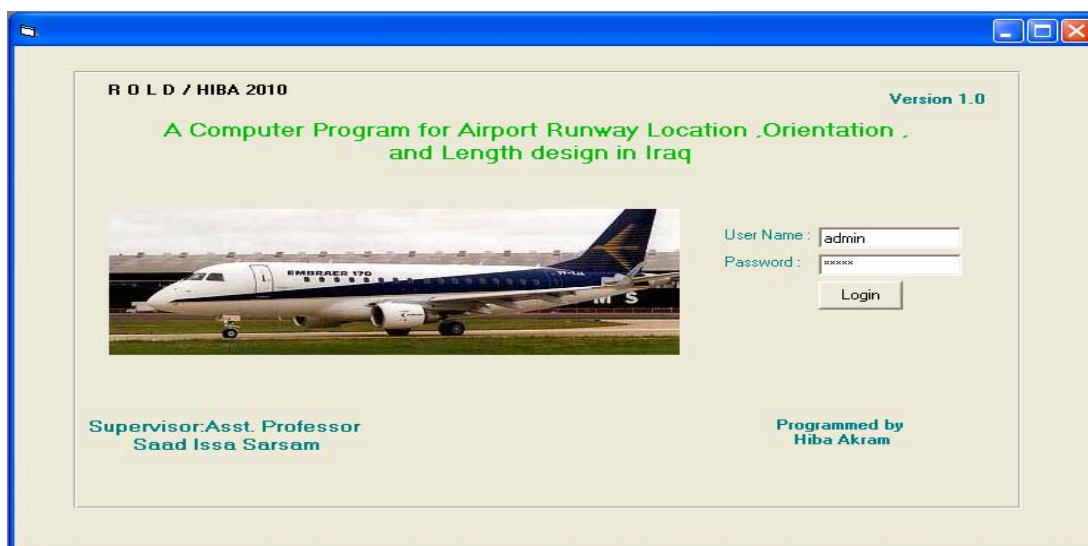 R O L D / HIBA 2010
Version 1.0
A Computer Program for Airport Runway Location ,Orientation ,
and Length design in Iraq
EMBRAER 170
M S
User Name : admin
Password : *****
Login
Supervisor:Asst. Professor
Saad Issa Sarsam
Programmed by
Hiba Akram